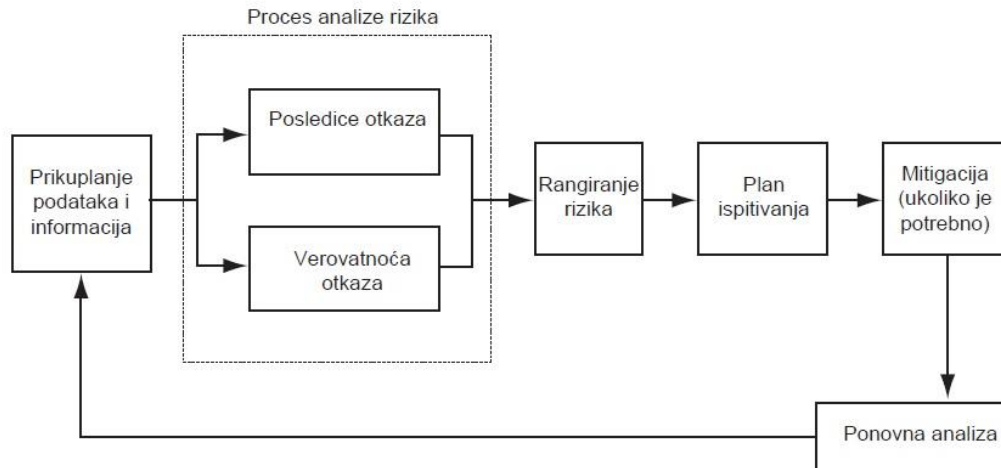 Proces analize rizika
Posledice otkaza
Prikuplanje
podataka i
informacija
Verovatnoća
otkaza
Rangiranje
rizika
Plan
ispitivanja
Mitigacija
(ukoliko je
potrebno)
Ponovna analiza